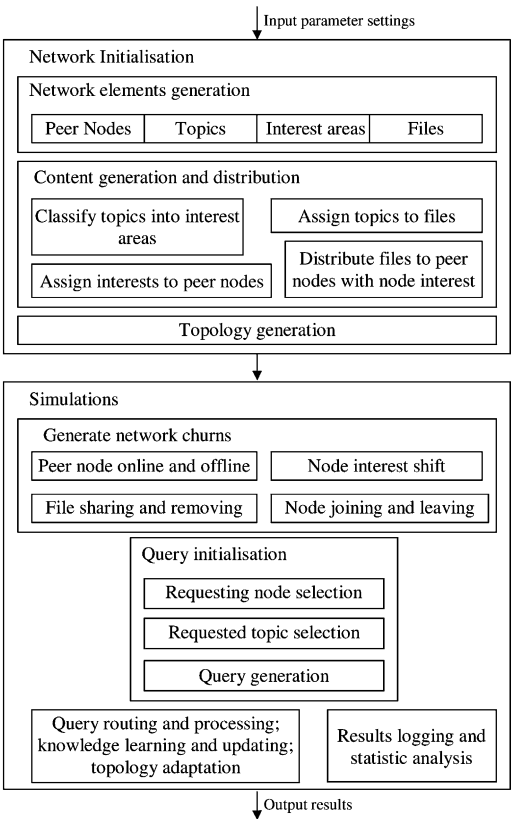 Input parameter settings
Network Initialisation
Network elements generation
Peer Nodes
Topics
Interest areas
Files
Content generation and distribution
Classify topics into interest
areas
Assign topics to files
Assign interests to peer nodes
Distribute files to peer
nodes with node interest
Topology generation
Simulations
Generate network churns
Peer node online and offline
Node interest shift
File sharing and removing
Node joining and leaving
Query initialisation
Requesting node selection
Requested topic selection
Query generation
Query routing and processing;
knowledge learning and updating;
topology adaptation
Results logging and
statistic analysis
Output results